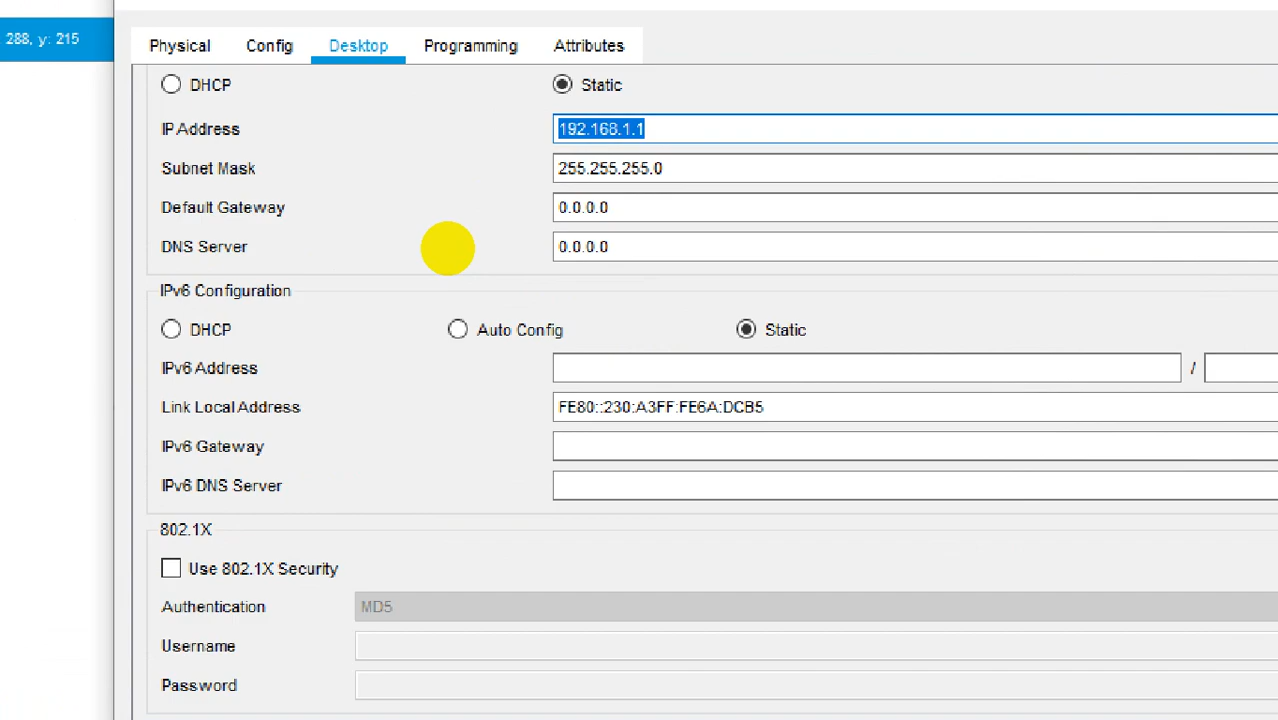 288, y: 215
Physical Config Desktop Programming Attributes
DHCP Static
IP Address 192.168.1.1
Subnet Mask 255.255.255.0
Default Gateway 0.0.0.0
DNS Server 0.0.0.0
IPv6 Configuration
DHCP Auto Config Static
IPv6 Address /
Link Local Address FE80::230:A3FF:FE6A:DCB5
IPv6 Gateway
IPv6 DNS Server
802.1X
Use 802.1X Security
Authentication MD5
Username
Password